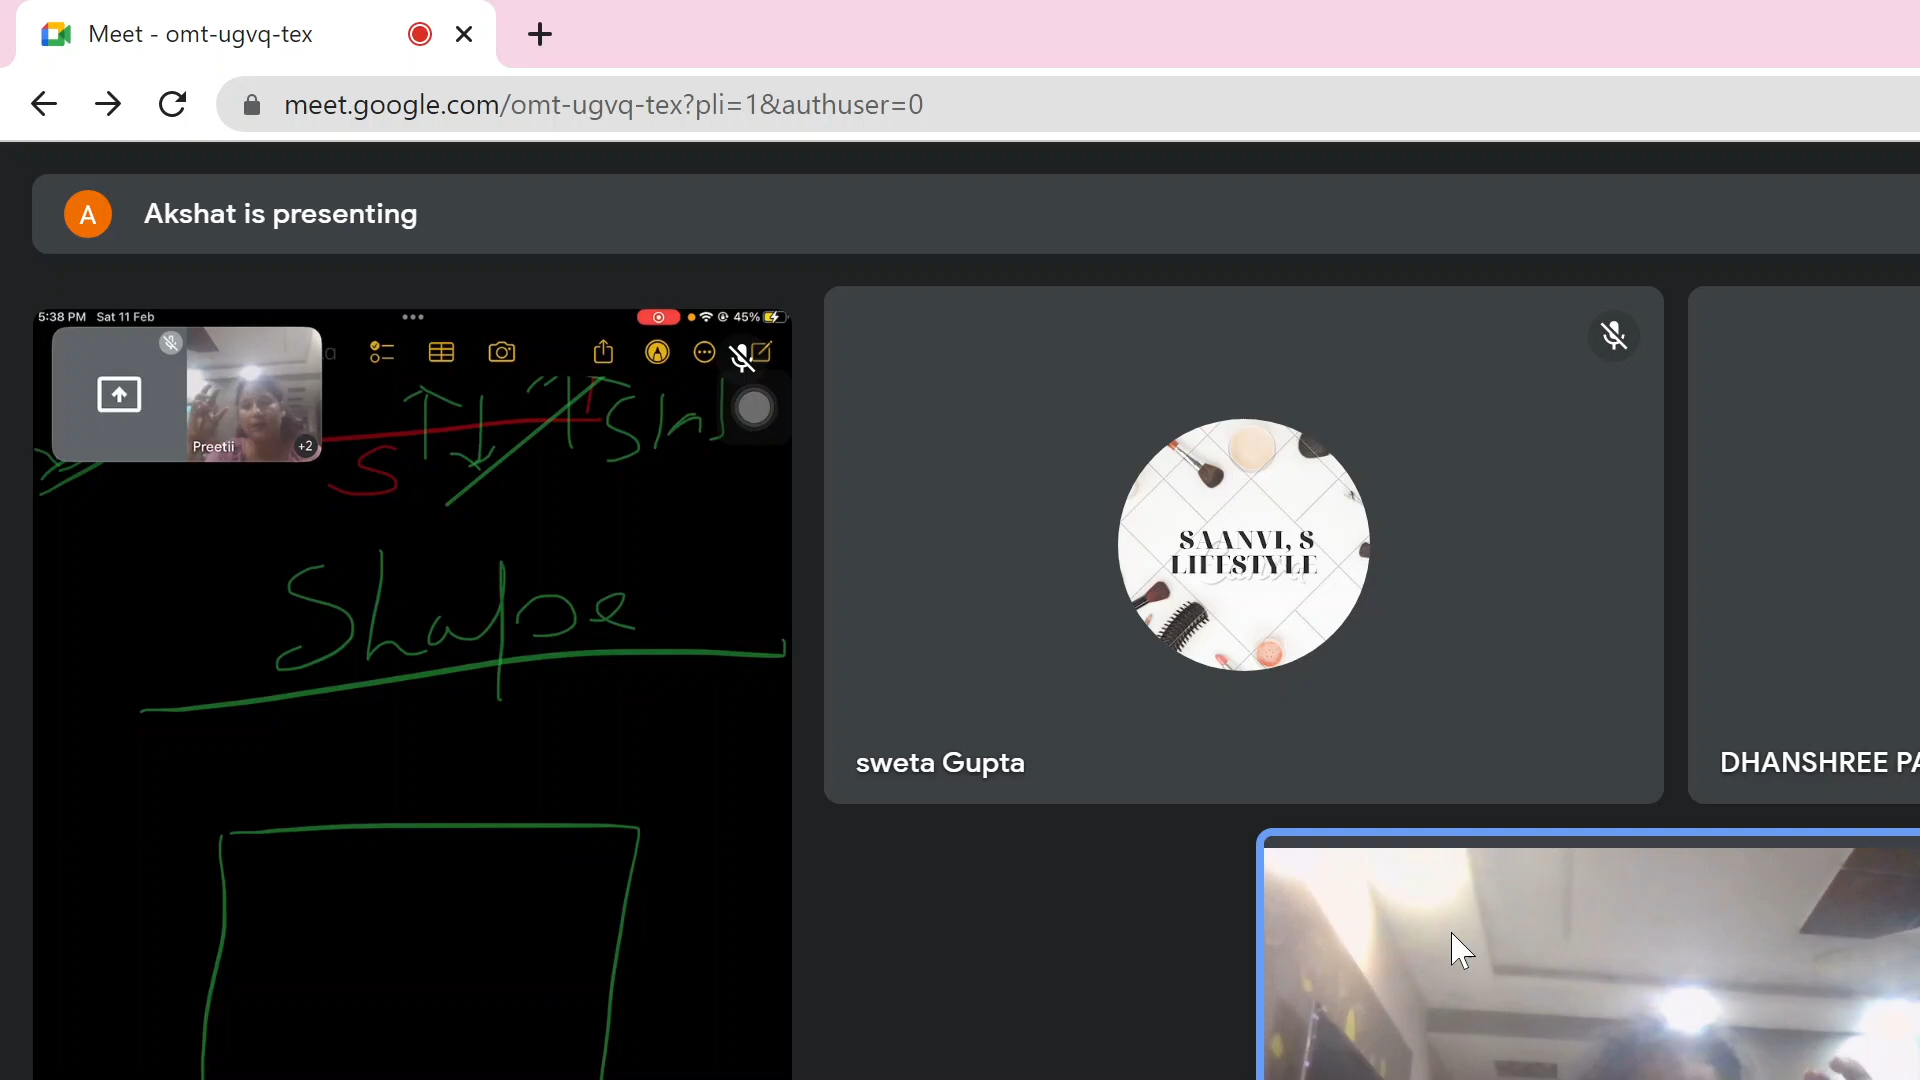 Meet - omt-ugvq-tex
meet.google.com/omt-ugvq-tex?pli=1&authuser=0
A
Akshat is presenting
5:38 PM Sat 11 Feb
45%
Preetii
+2
S
Shape
SAANVI, S
LIFESTYLE
sweta Gupta
DHANSHREE PA